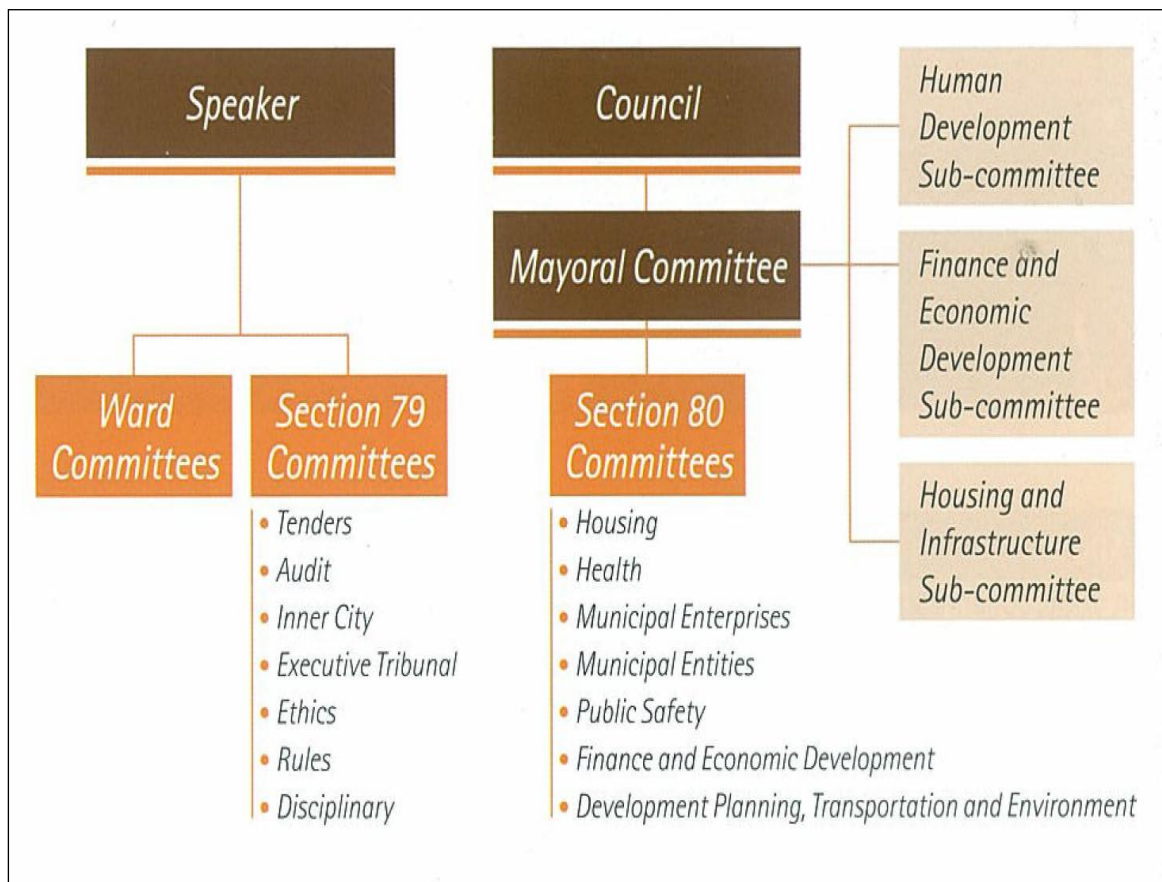 Speaker
Ward
Committees
Section 79
Committees
• Tenders
• Audit
• Inner City
• Executive Tribunal
• Ethics
• Rules
• Disciplinary
Council
Mayoral Committee
Section 80
Committees
• Housing
• Health
• Municipal Enterprises
• Municipal Entities
• Public Safety
• Finance and Economic Development
• Development Planning, Transportation and Environment
Human
Development
Sub-committee
Finance and
Economic
Development
Sub-committee
Housing and
Infrastructure
Sub-committee